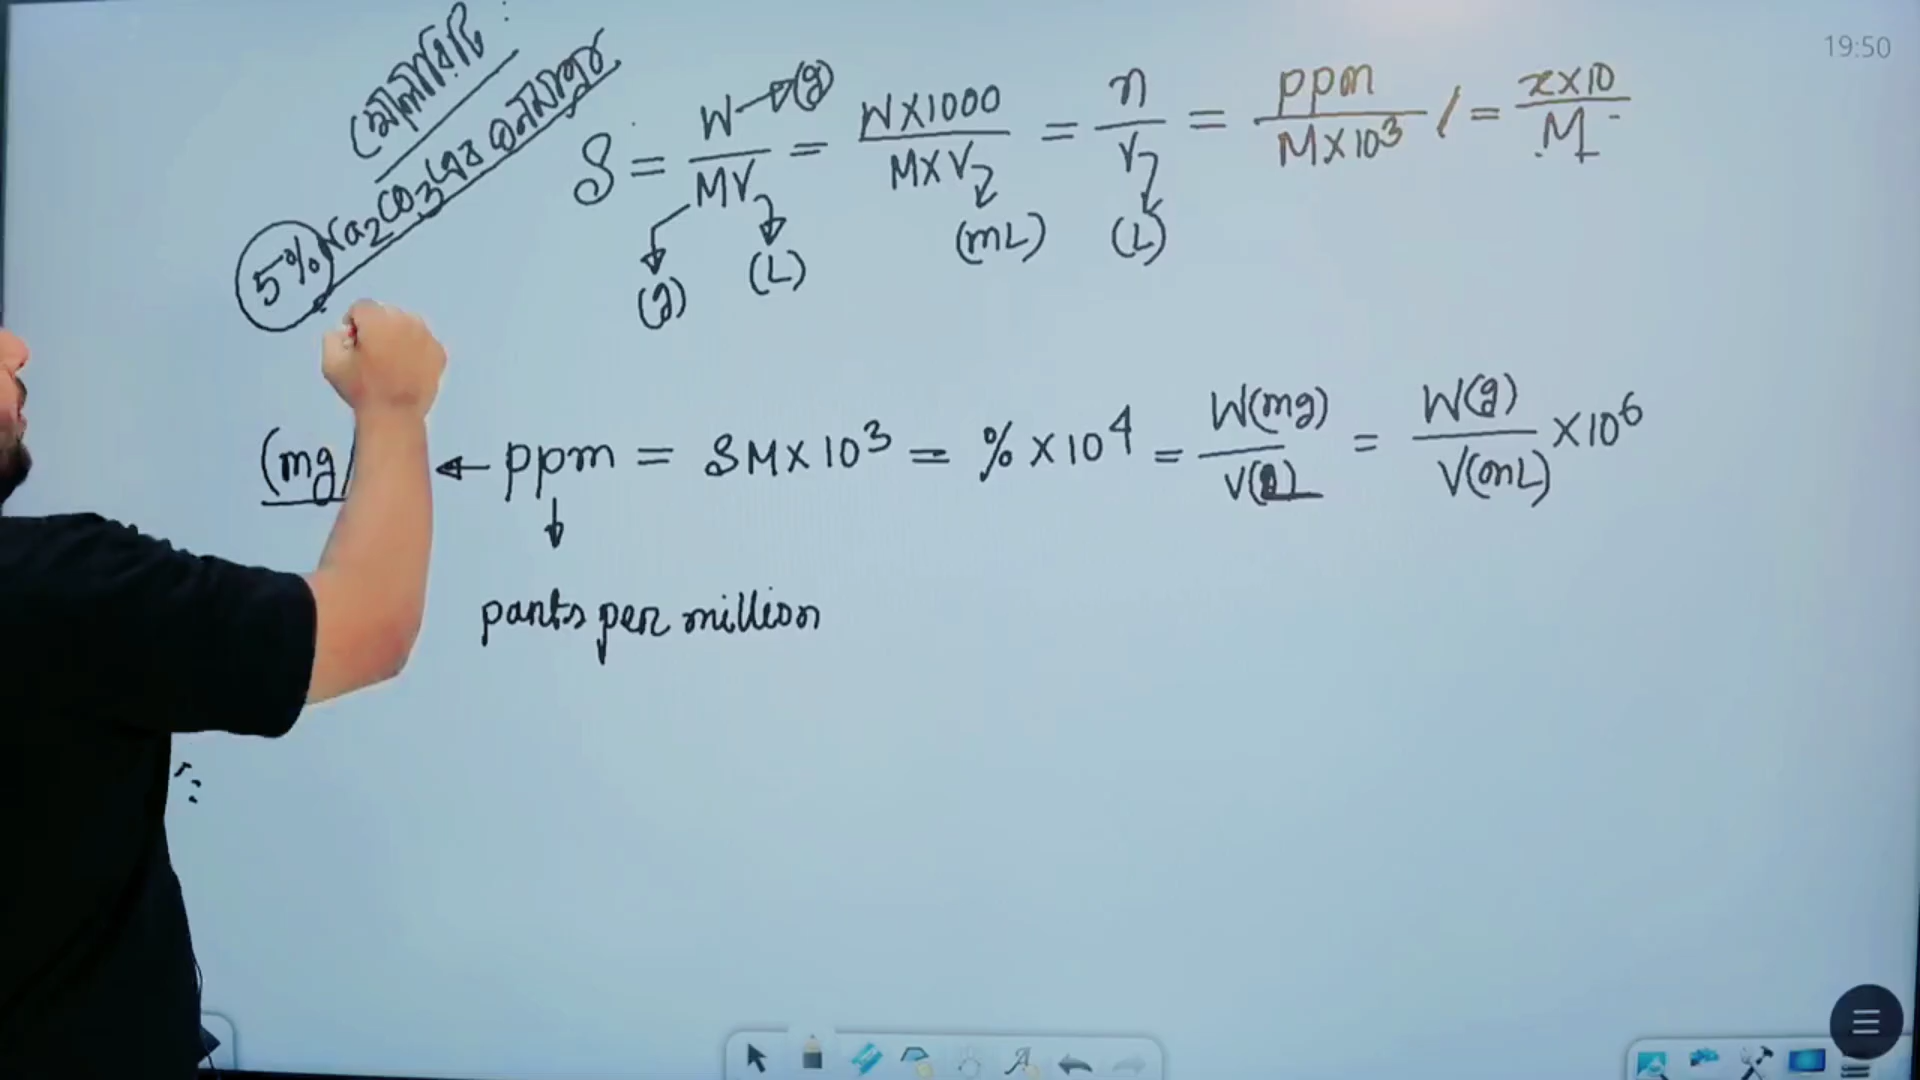 19:50
মোলারিটি :
5% Na2CO3 এর ঘনমাত্রা
S = W→(g) / MV = W×1000 / M×V = n / V = ppm / M×10³ / = x×10 / M
(g) (L) (mL) (L)
(mg) ← ppm = SM×10³ = %×10⁴ = W(mg) / V( ) = W(g) / V(mL) ×10⁶
parts per million